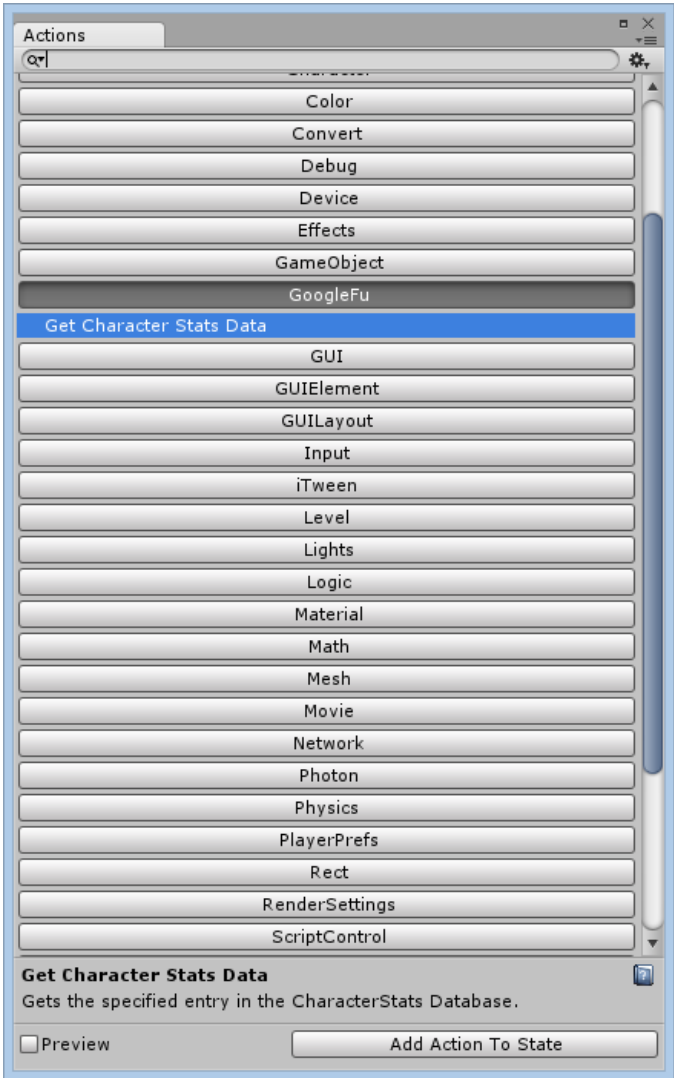 Actions
Color
Convert
Debug
Device
Effects
GameObject
GoogleFu
Get Character Stats Data
GUI
GUIElement
GUILayout
Input
iTween
Level
Lights
Logic
Material
Math
Mesh
Movie
Network
Photon
Physics
PlayerPrefs
Rect
RenderSettings
ScriptControl
Get Character Stats Data
Gets the specified entry in the CharacterStats Database.
Preview
Add Action To State